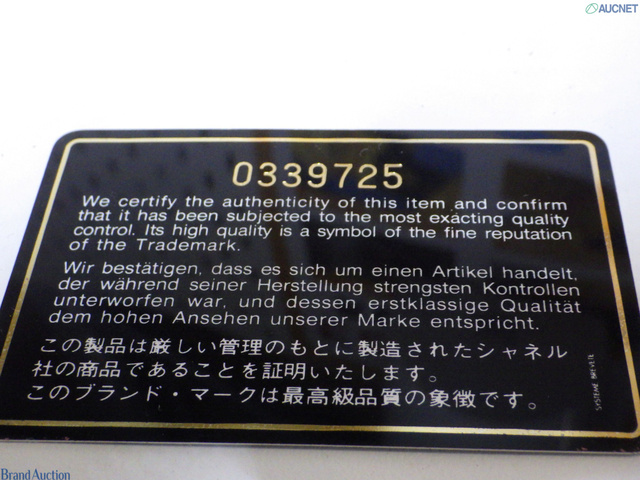 AUCNET
0339725
We certify the authenticity of this item and confirm
that it has been subjected to the most exacting quality
control. Its high quality is a symbol of the fine reputation
of the Trademark.
Wir bestätigen, dass es sich um einen Artikel handelt,
der während seiner Herstellung strengsten Kontrollen
unterworfen war, und dessen erstklassige Qualität
dem hohen Ansehen unserer Marke entspricht.
この製品は厳しい管理のもとに製造されたシャネル
社の商品であることを証明いたします。
このブランド・マークは最高級品質の象徴です。
SYSTEME BREVETE
Brand Auction